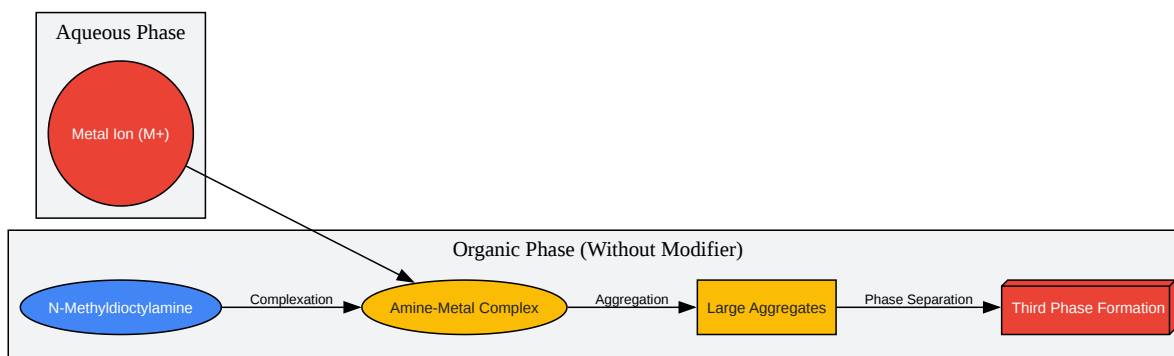 Aqueous Phase
Metal Ion (M+)
Organic Phase (Without Modifier)
N-Methyldioctylamine
Complexation
Amine-Metal Complex
Aggregation
Large Aggregates
Phase Separation
Third Phase Formation